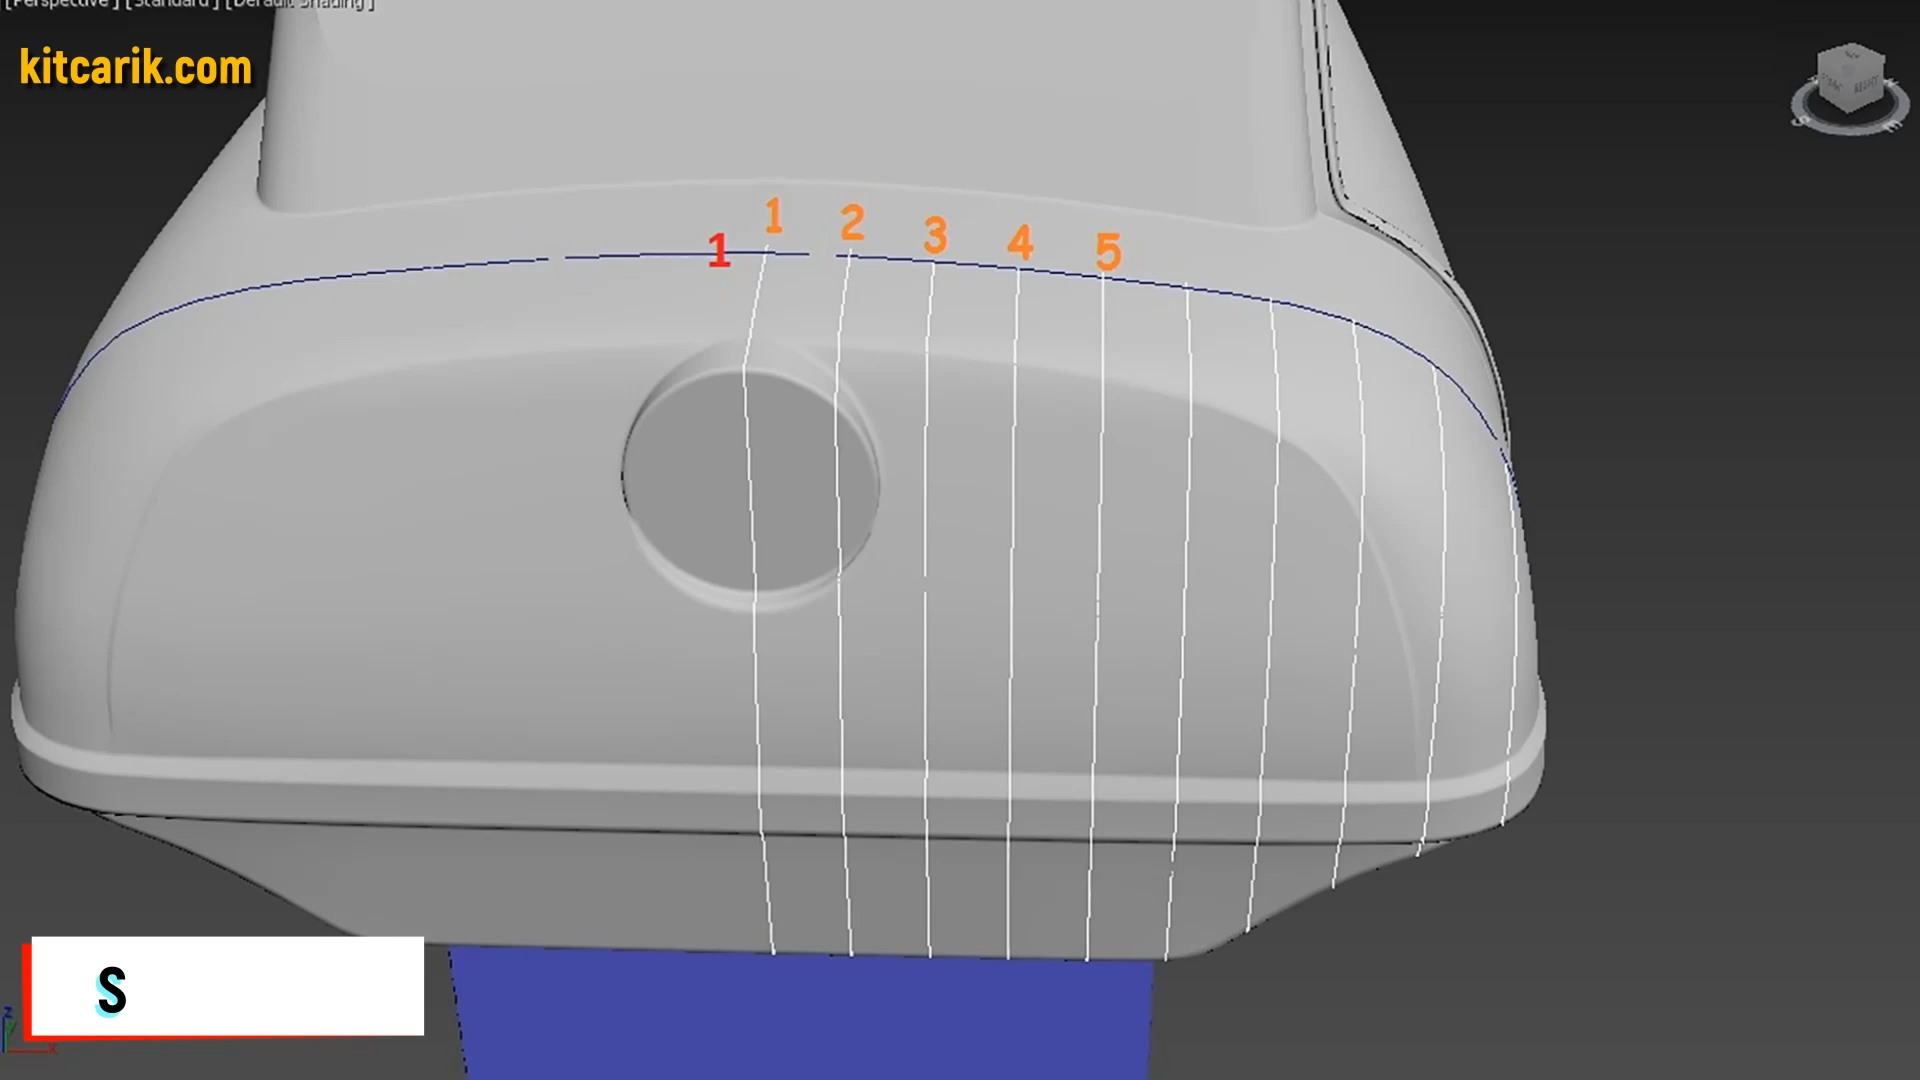 [Perspective ] [Standard ] [Default Shading ]
kitcarik.com
1 2 3 4 5
1
S
z
x